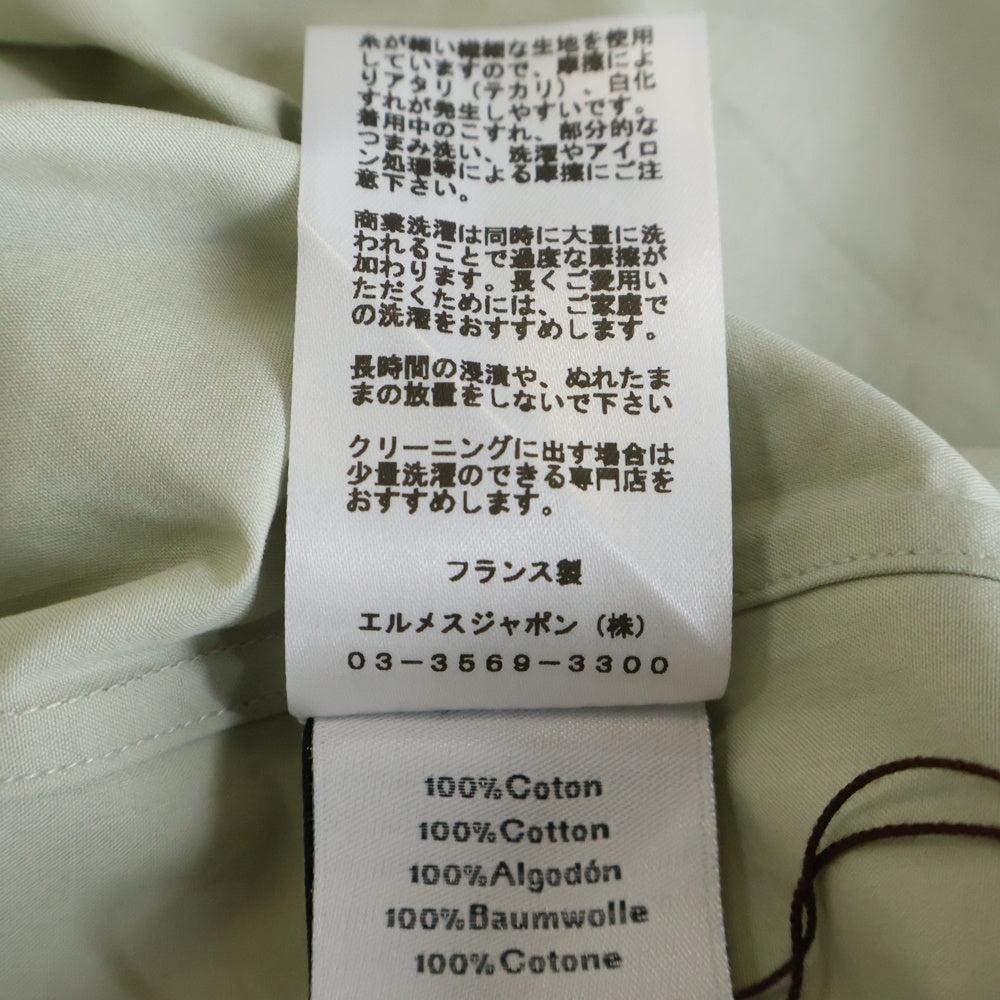 糸が細い繊細な生地を使用
していますので、摩擦によ
りアタリ（テカリ）、白化
すれが発生しやすいです。
着用中のこすれ、部分的な
つまみ洗い、洗濯やアイロ
ン処理等による摩擦にご注
意下さい。
商業洗濯は同時に大量に洗
われることで過度な摩擦が
加わります。長くご愛用い
ただくためには、ご家庭で
の洗濯をおすすめします。
長時間の浸漬や、ぬれたま
まの放置をしないで下さい
クリーニングに出す場合は
少量洗濯のできる専門店を
おすすめします。
フランス製
エルメスジャポン（株）
０３−３５６９−３３００
100%Coton
100%Cotton
100%Algodón
100%Baumwolle
100%Cotone